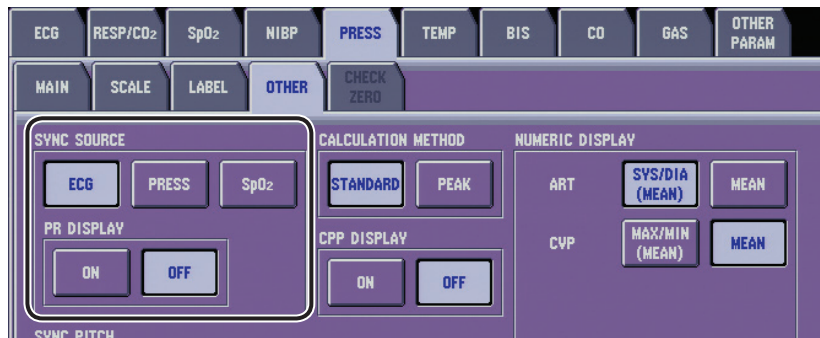 ECG RESP/CO2 SpO2 NIBP PRESS TEMP BIS CO GAS OTHER PARAM
MAIN SCALE LABEL OTHER CHECK ZERO
SYNC SOURCE
ECG PRESS SpO2
PR DISPLAY
ON OFF
SYNC PITCH
CALCULATION METHOD
STANDARD PEAK
CPP DISPLAY
ON OFF
NUMERIC DISPLAY
ART SYS/DIA (MEAN) MEAN
CVP MAX/MIN (MEAN) MEAN